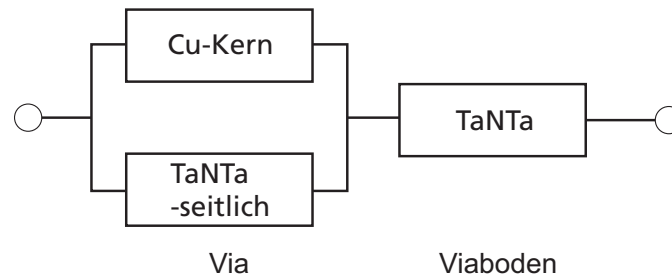 Cu-Kern
TaNTa
TaNTa
-seitlich
Via
Viaboden